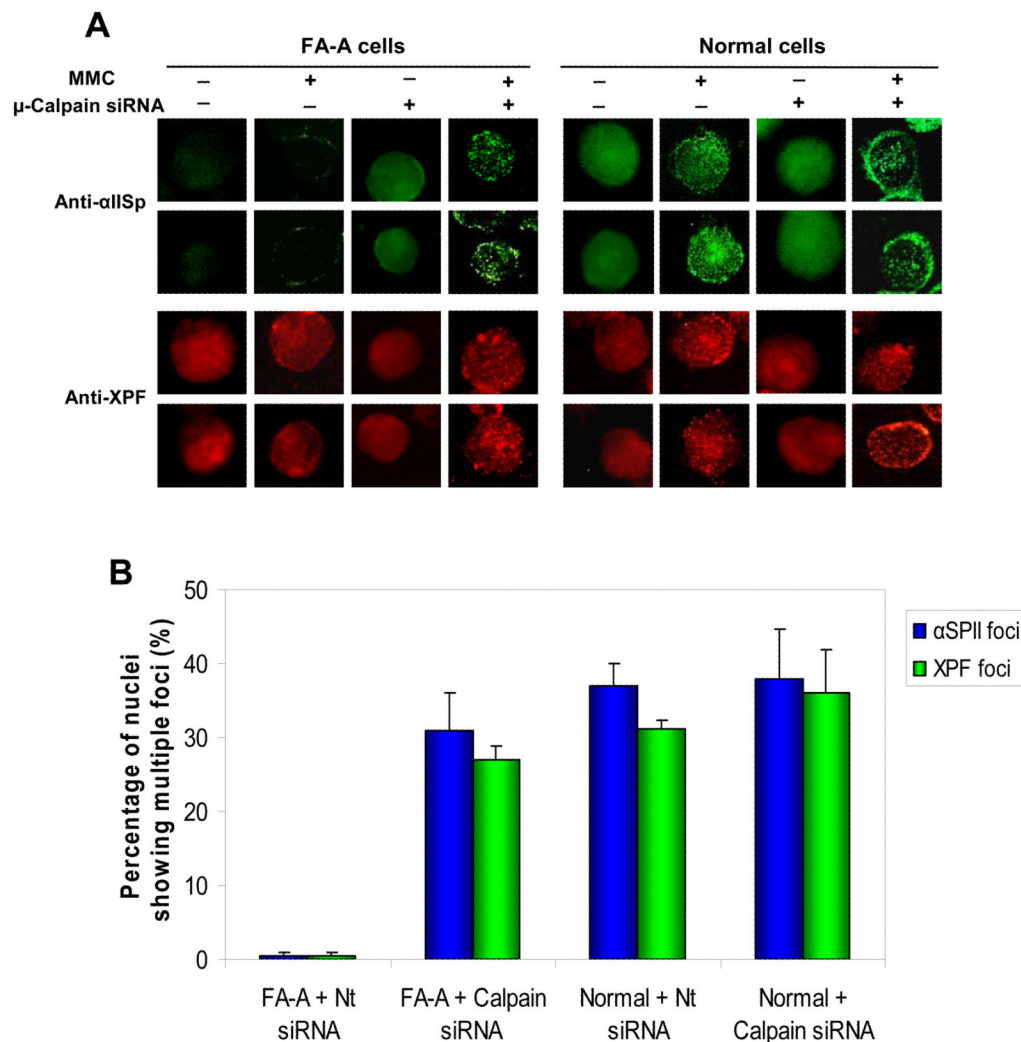 A
FA-A cells
Normal cells
MMC – + – + – + – +
μ-Calpain siRNA – – + + – – + +
Anti-αIISp
Anti-XPF
B
Percentage of nuclei
showing multiple foci (%)
50
40
30
20
10
0
FA-A + Nt
siRNA
FA-A + Calpain
siRNA
Normal + Nt
siRNA
Normal +
Calpain siRNA
αSPII foci
XPF foci